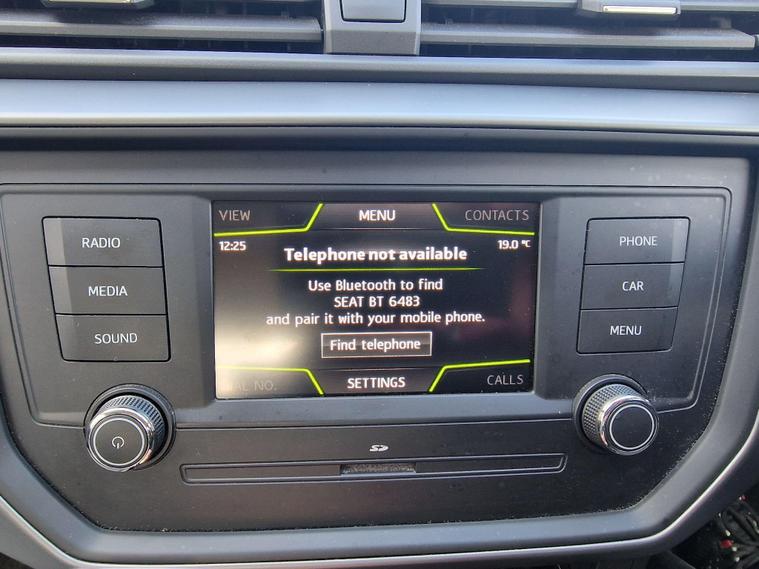 VIEW MENU CONTACTS
12:25 Telephone not available 19.0 °C
Use Bluetooth to find
SEAT BT 6483
and pair it with your mobile phone.
Find telephone
NO. SETTINGS CALLS
RADIO
MEDIA
SOUND
PHONE
CAR
MENU
SD